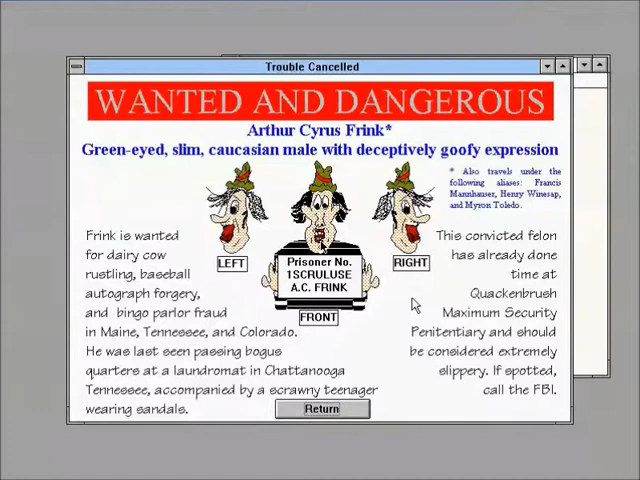 Trouble Cancelled
WANTED AND DANGEROUS
Arthur Cyrus Frink*
Green-eyed, slim, caucasian male with deceptively goofy expression
* Also travels under the
following aliases: Francis
Mannhauser, Henry Winesap,
and Myron Toledo.
Frink is wanted
for dairy cow
rustling, baseball
autograph forgery,
and bingo parlor fraud
in Maine, Tennessee, and Colorado.
He was last seen passing bogus
quarters at a laundromat in Chattanooga
Tennessee, accompanied by a scrawny teenager
wearing sandals.
LEFT
Prisoner No.
1SCRULUSE
A.C. FRINK
FRONT
RIGHT
This convicted felon
has already done
time at
Quackenbrush
Maximum Security
Penitentiary and should
be considered extremely
slippery. If spotted,
call the FBI.
Return